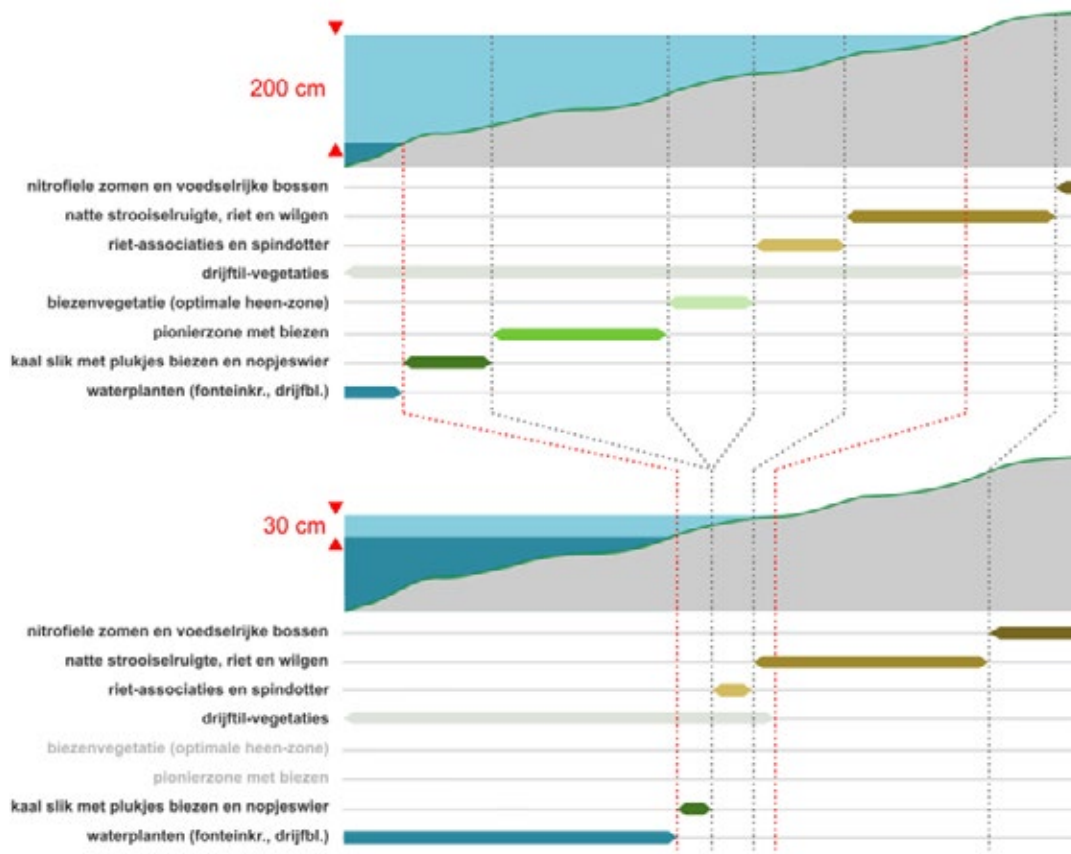 200 cm
nitrofiele zomen en voedselrijke bossen
natte strooiselruigte, riet en wilgen
riet-associaties en spindotter
drijftil-vegetaties
biezenvegetatie (optimale heen-zone)
pionierzone met biezen
kaal slik met plukjes biezen en nopjeswier
waterplanten (fonteinkr., drijfbl.)
30 cm
nitrofiele zomen en voedselrijke bossen
natte strooiselruigte, riet en wilgen
riet-associaties en spindotter
drijftil-vegetaties
biezenvegetatie (optimale heen-zone)
pionierzone met biezen
kaal slik met plukjes biezen en nopjeswier
waterplanten (fonteinkr., drijfbl.)